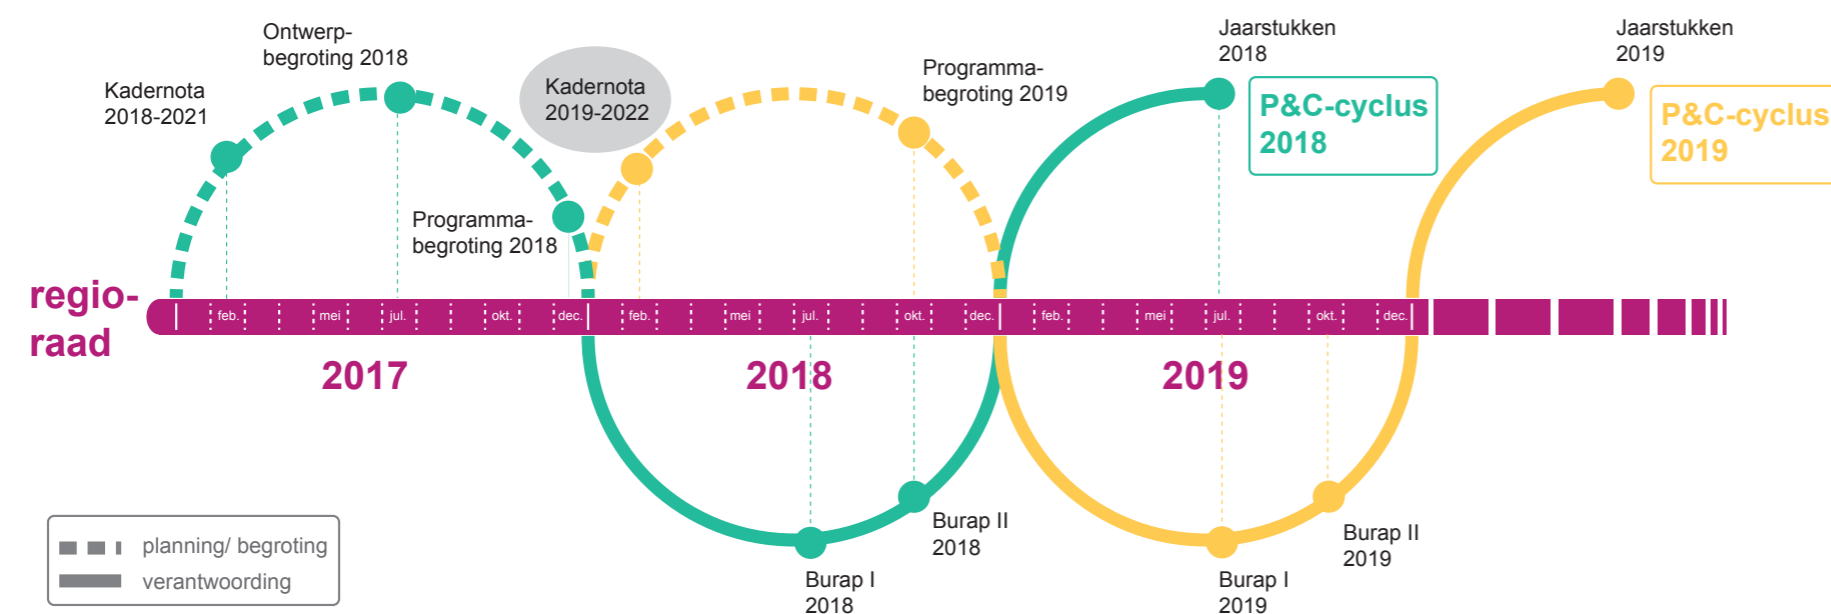 Kadernota
2018-2021
Ontwerp-
begroting 2018
Programma-
begroting 2018
Kadernota
2019-2022
Programma-
begroting 2019
Jaarstukken
2018
P&C-cyclus
2018
Jaarstukken
2019
P&C-cyclus
2019
regio-
raad
feb. mei jul. okt. dec. feb. mei jul. okt. dec. feb. mei jul. okt. dec.
2017 2018 2019
Burap I
2018
Burap II
2018
Burap I
2019
Burap II
2019
planning/ begroting
verantwoording